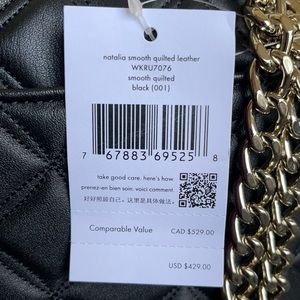 natalia smooth quilted leather
WKRU7076
smooth quilted
black (001)
7 67883 69525 8
take good care. here's how
prenez-en bien soin. voici comment.
好好照顾自己。这里是具体做法。
Comparable Value CAD $529.00
USD $429.00